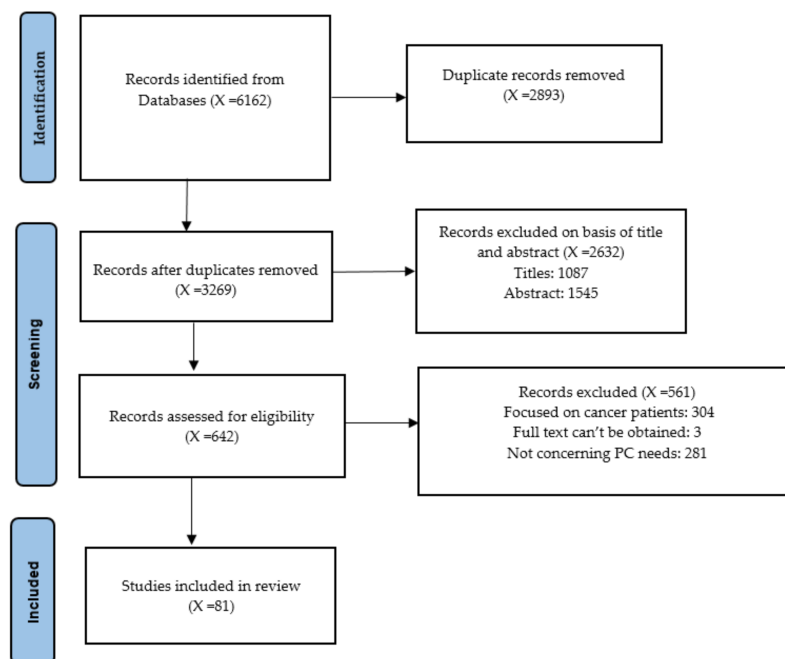 Identification
Records identified from
Databases (X =6162)
Duplicate records removed
(X =2893)
Screening
Records after duplicates removed
(X =3269)
Records excluded on basis of title
and abstract (X =2632)
Titles: 1087
Abstract: 1545
Records assessed for eligibility
(X =642)
Records excluded (X =561)
Focused on cancer patients: 304
Full text can't be obtained: 3
Not concerning PC needs: 281
Included
Studies included in review
(X =81)